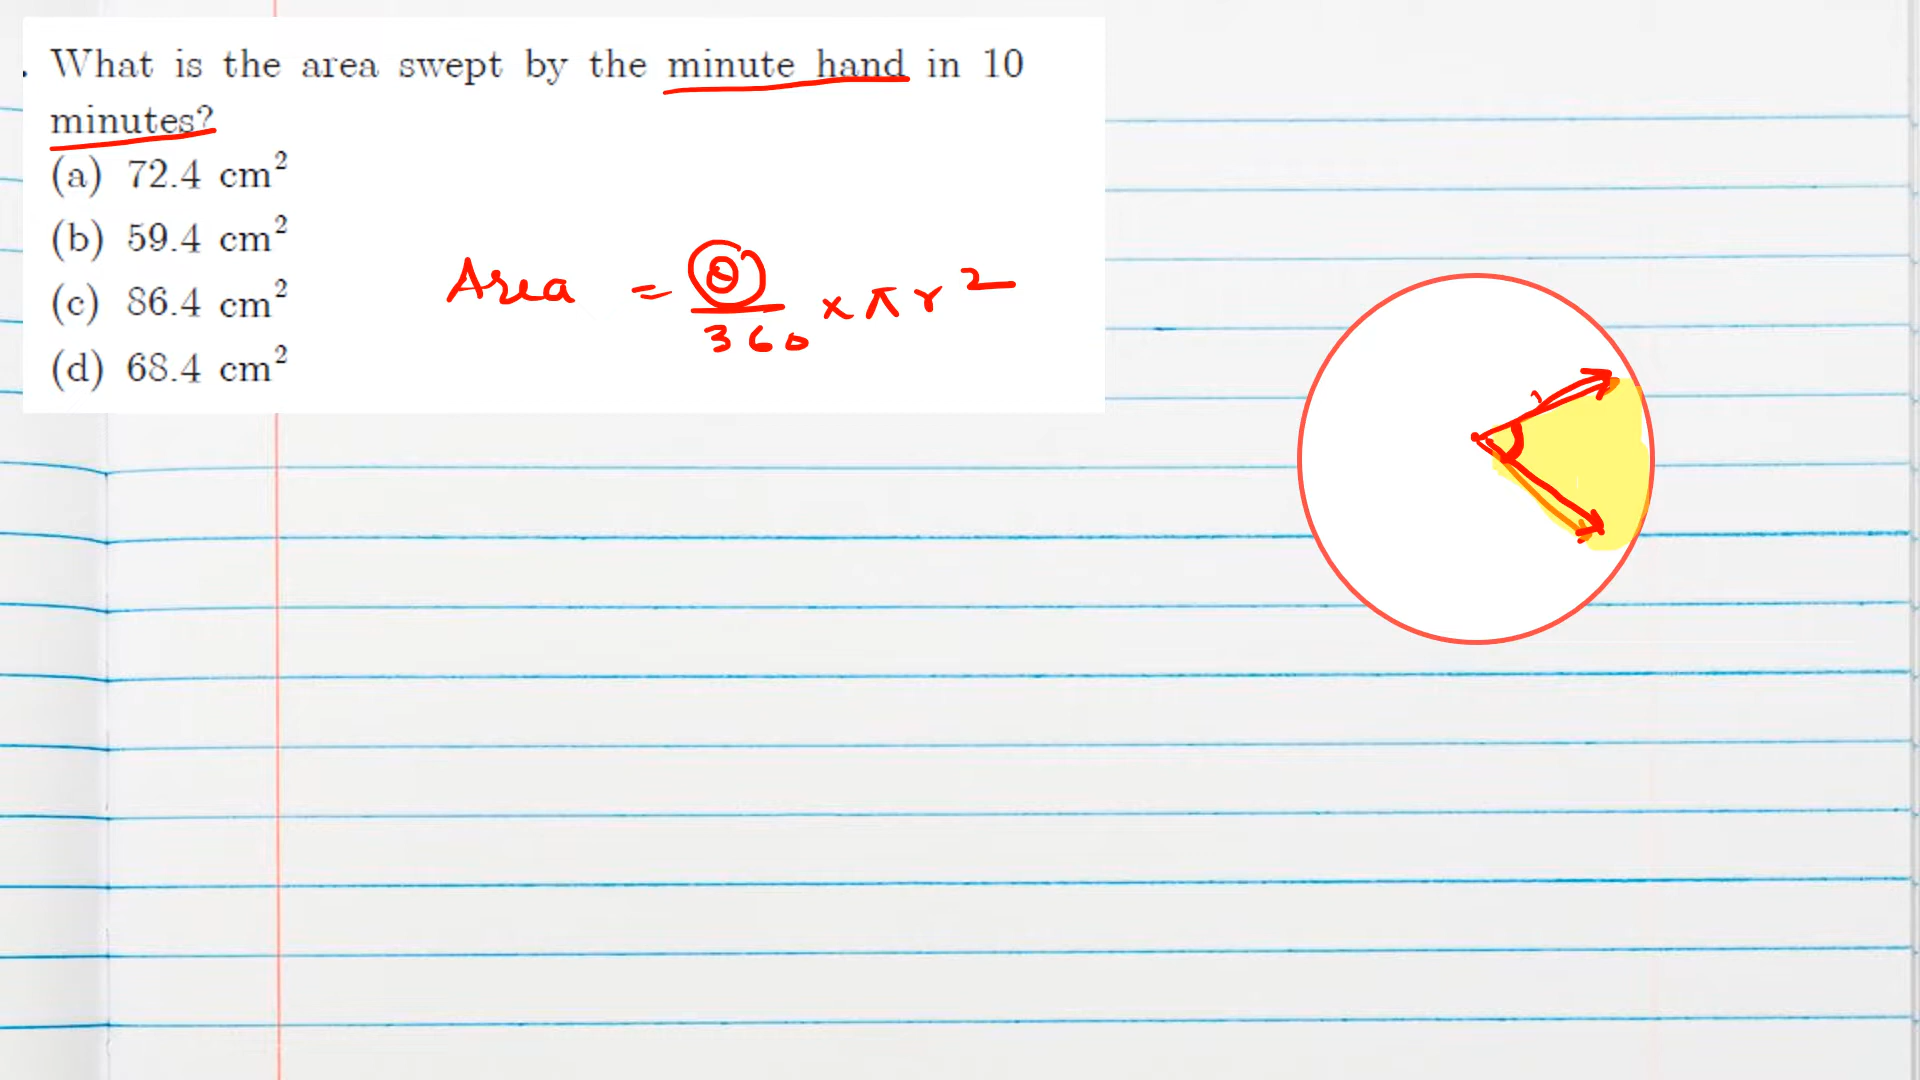 . What is the area swept by the minute hand in 10
minutes?
(a) 72.4 cm²
(b) 59.4 cm²
(c) 86.4 cm²
(d) 68.4 cm²
Area = θ/360 × π r²